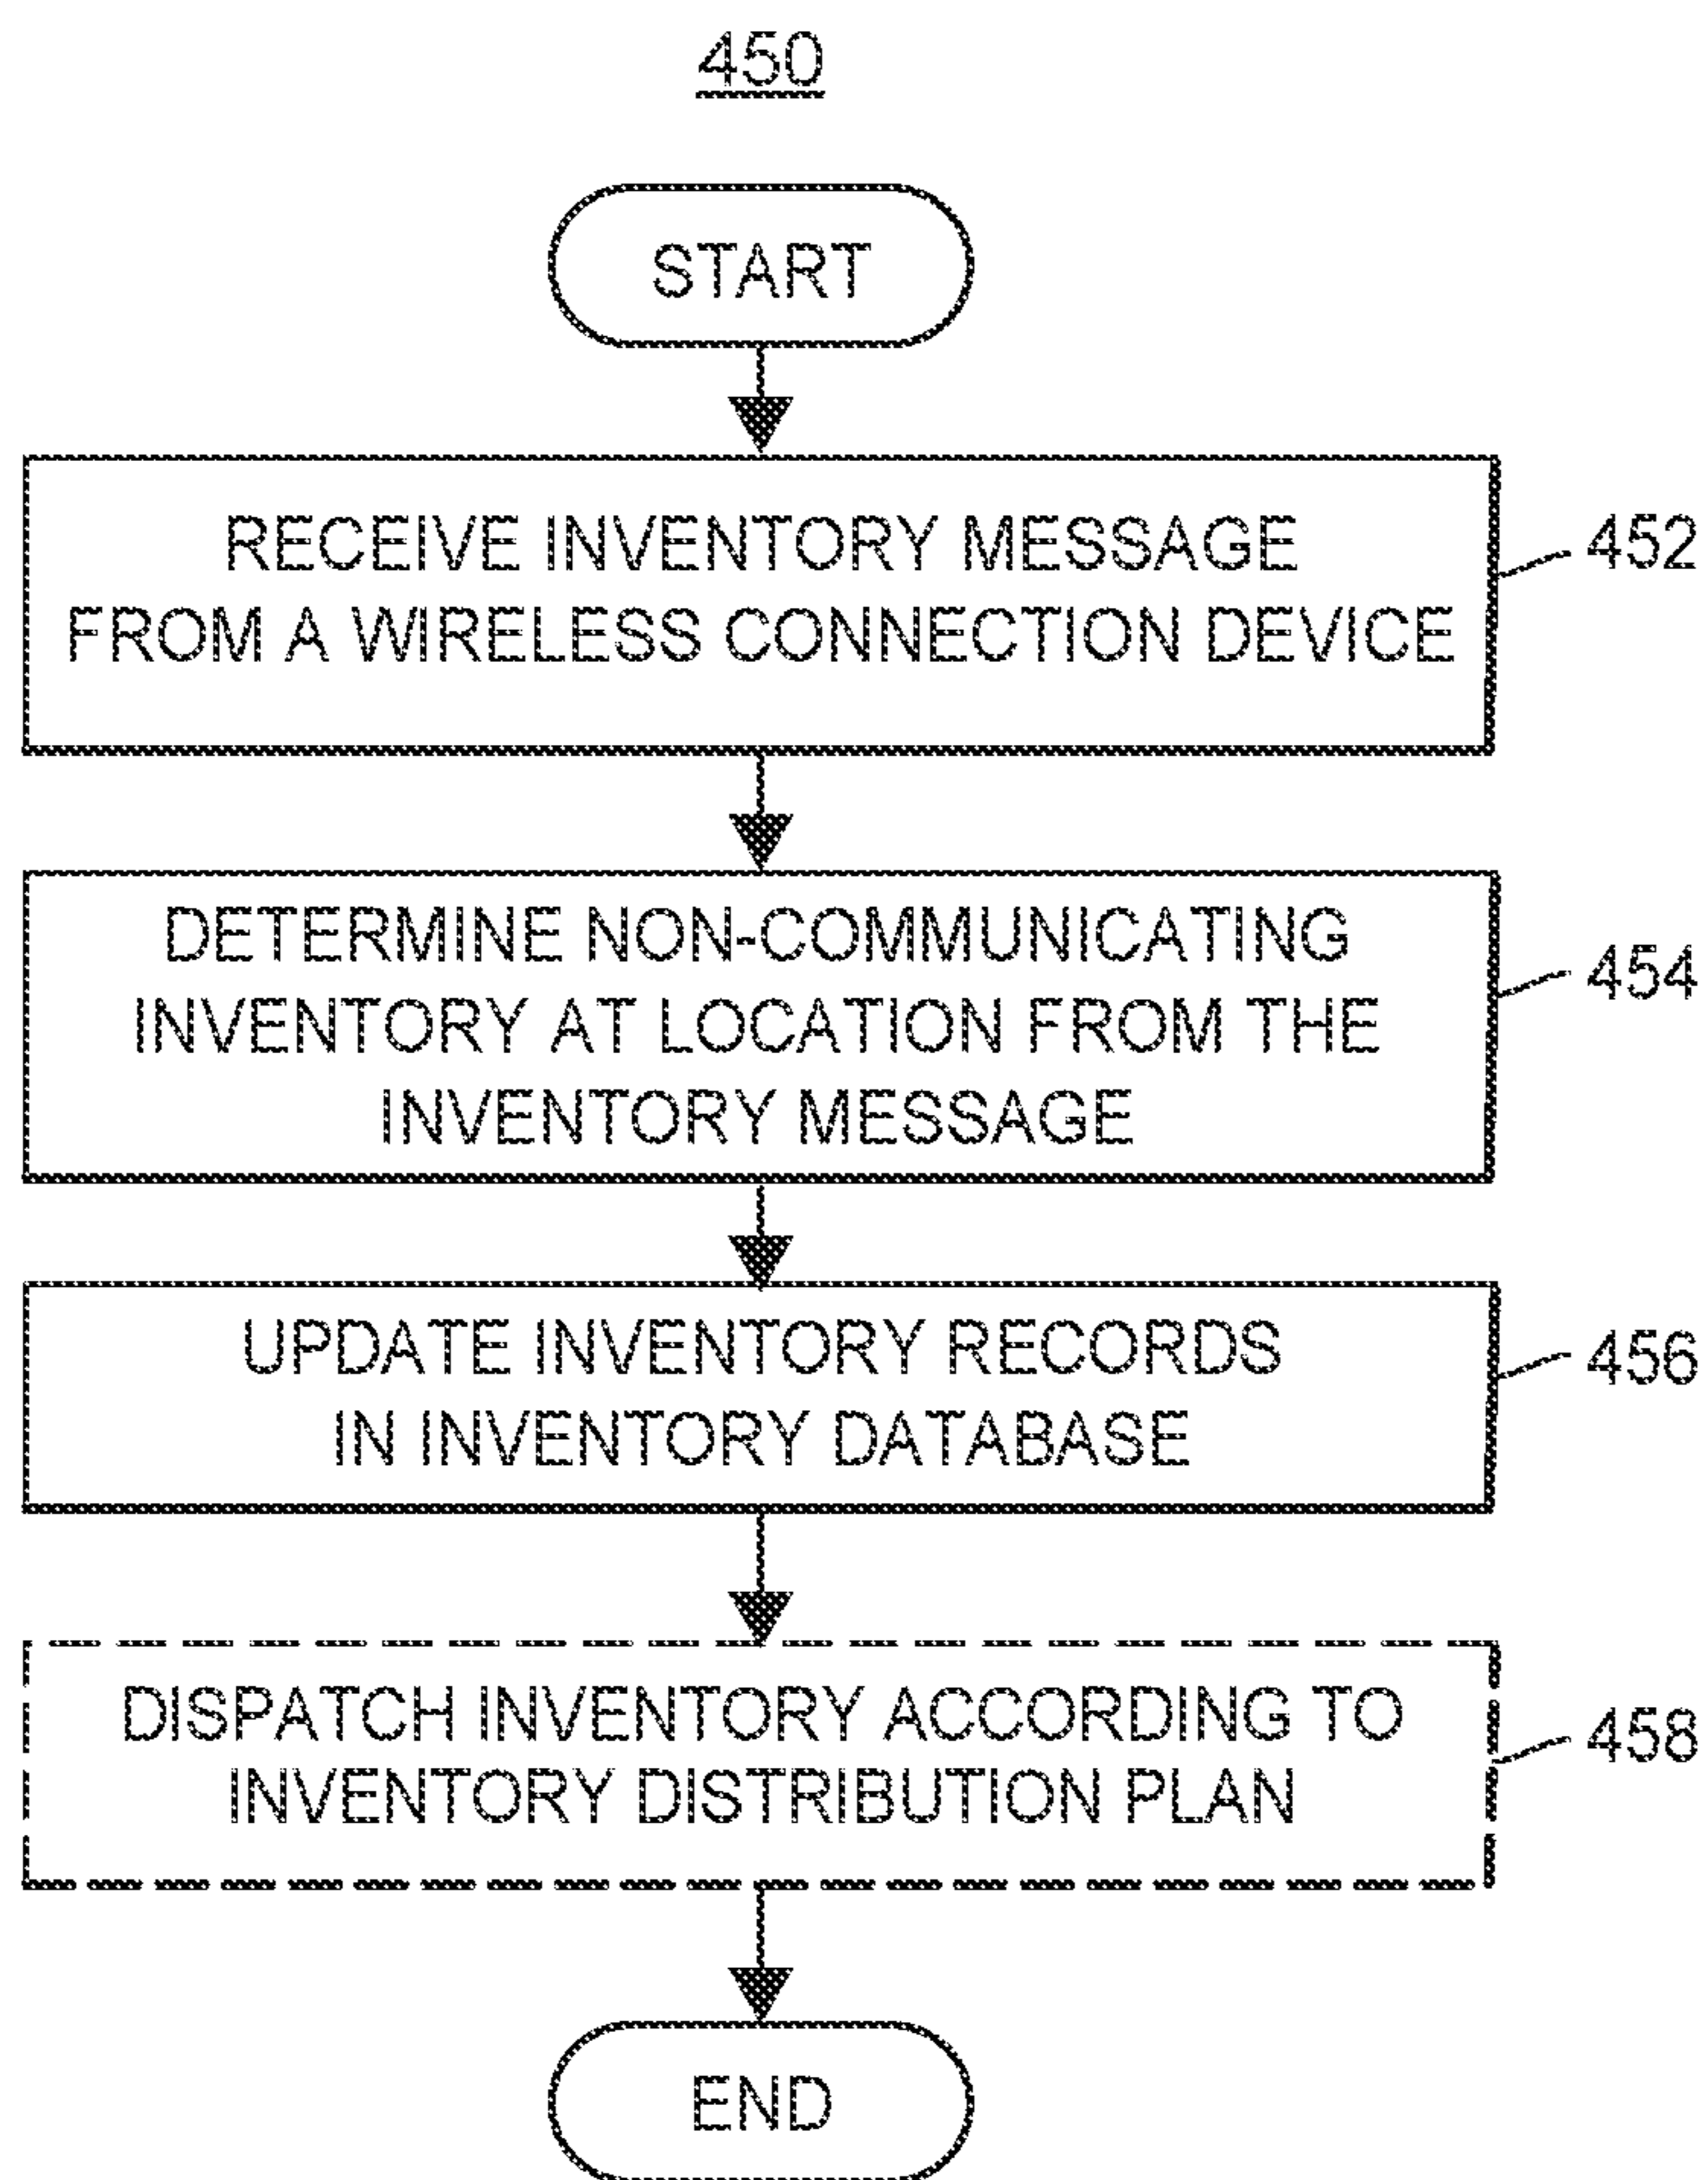 450
START
RECEIVE INVENTORY MESSAGE
FROM A WIRELESS CONNECTION DEVICE
452
DETERMINE NON-COMMUNICATING
INVENTORY AT LOCATION FROM THE
INVENTORY MESSAGE
454
UPDATE INVENTORY RECORDS
IN INVENTORY DATABASE
456
DISPATCH INVENTORY ACCORDING TO
INVENTORY DISTRIBUTION PLAN
458
END